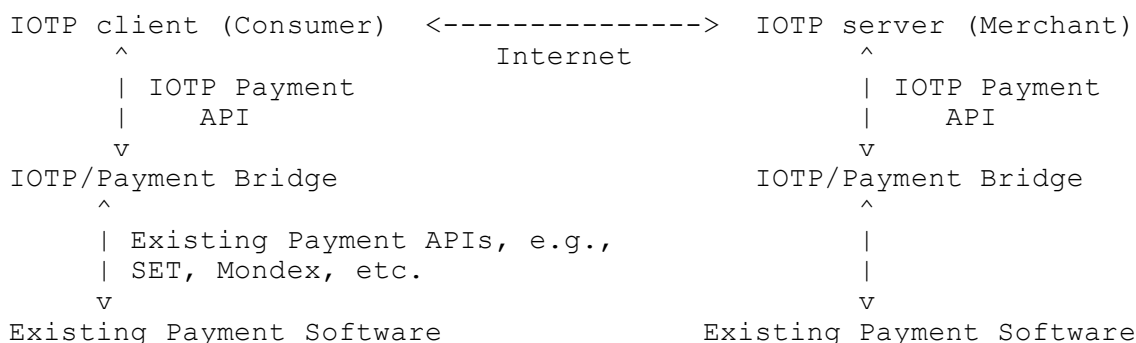 IOTP client (Consumer) <---------------> IOTP server (Merchant)
^ Internet ^
| IOTP Payment | IOTP Payment
| API | API
v v
IOTP/Payment Bridge IOTP/Payment Bridge
^ ^
| Existing Payment APIs, e.g., |
| SET, Mondex, etc. |
v v
Existing Payment Software Existing Payment Software